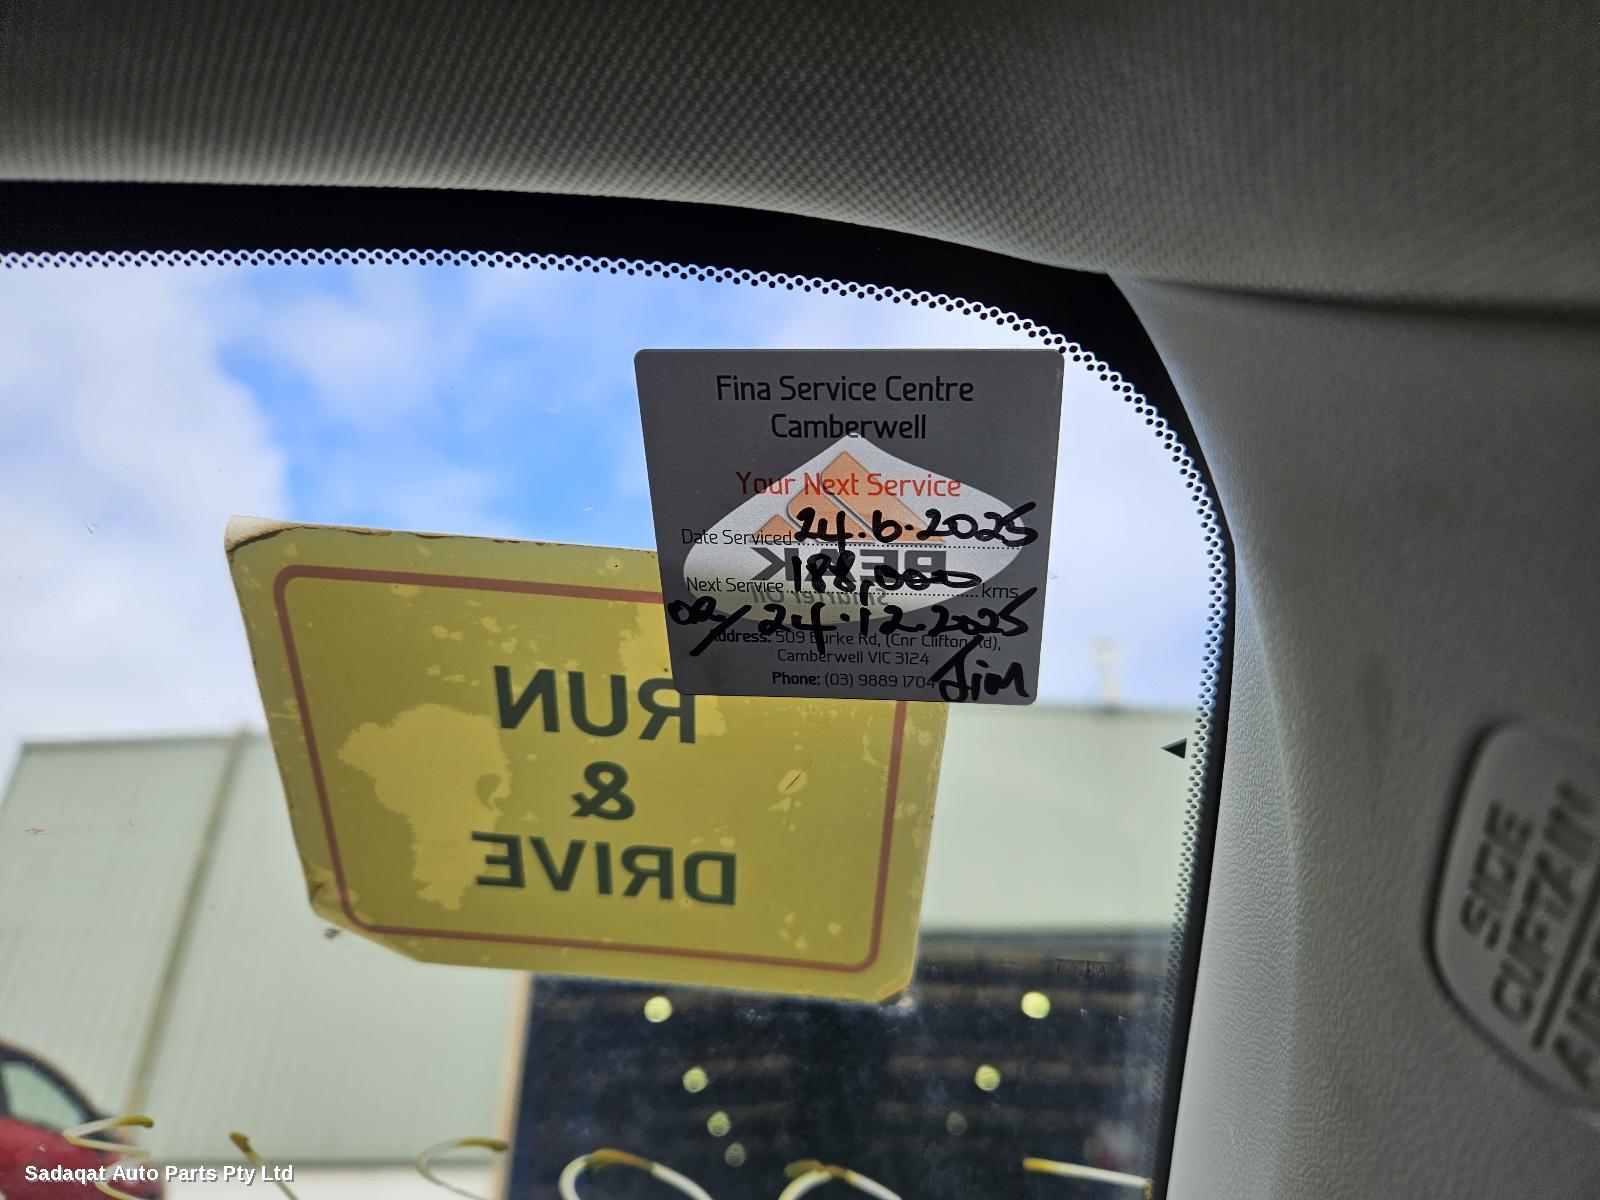 Fina Service Centre
Camberwell
Your Next Service
Date Serviced 24.6.2025
Next Service 188,000 kms
OR/ 24.12.2025
Address: 509 Burke Rd, (Cnr Clifton Rd),
Camberwell VIC 3124
Phone: (03) 9889 1704 Jim
Smarter Oil
RUN
&
DRIVE
SIDE
CURTAIN
Sadaqat Auto Parts Pty Ltd